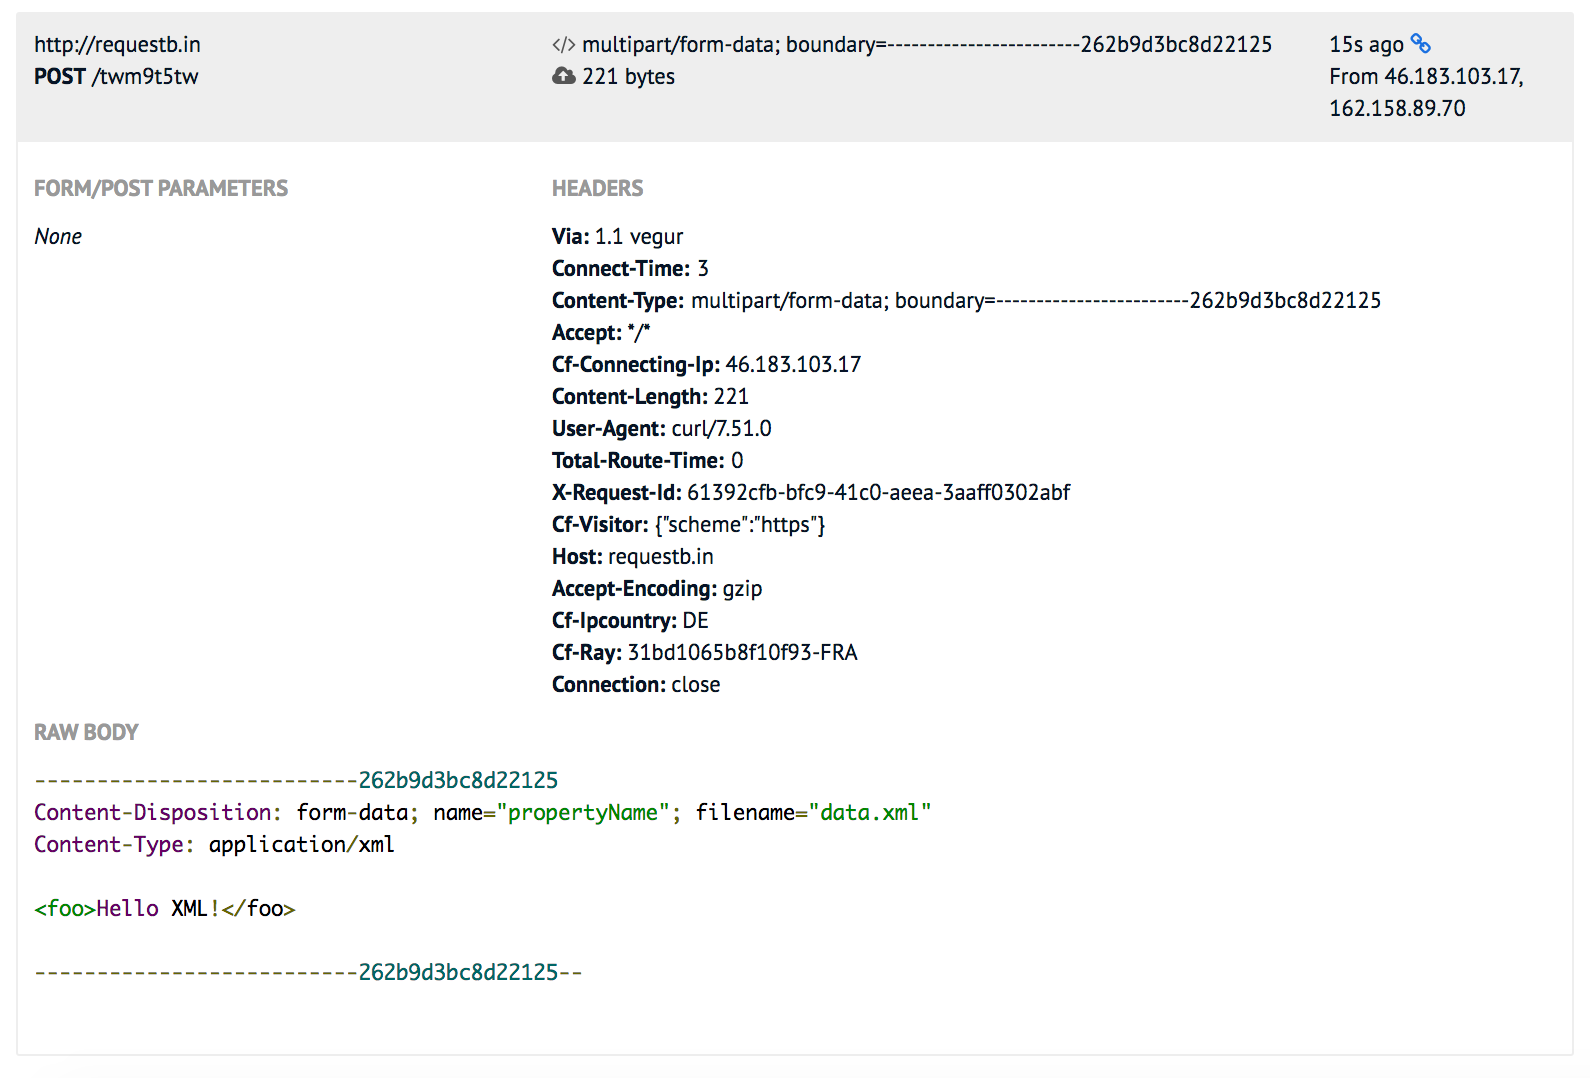 http://requestb.in
POST /twm9t5tw
</> multipart/form-data; boundary=------------------------262b9d3bc8d22125
221 bytes
15s ago
From 46.183.103.17,
162.158.89.70
FORM/POST PARAMETERS
None
HEADERS
Via: 1.1 vegur
Connect-Time: 3
Content-Type: multipart/form-data; boundary=------------------------262b9d3bc8d22125
Accept: */*
Cf-Connecting-Ip: 46.183.103.17
Content-Length: 221
User-Agent: curl/7.51.0
Total-Route-Time: 0
X-Request-Id: 61392cfb-bfc9-41c0-aeea-3aaff0302abf
Cf-Visitor: {"scheme":"https"}
Host: requestb.in
Accept-Encoding: gzip
Cf-Ipcountry: DE
Cf-Ray: 31bd1065b8f10f93-FRA
Connection: close
RAW BODY
--------------------------262b9d3bc8d22125
Content-Disposition: form-data; name="propertyName"; filename="data.xml"
Content-Type: application/xml
<foo>Hello XML!</foo>
--------------------------262b9d3bc8d22125--